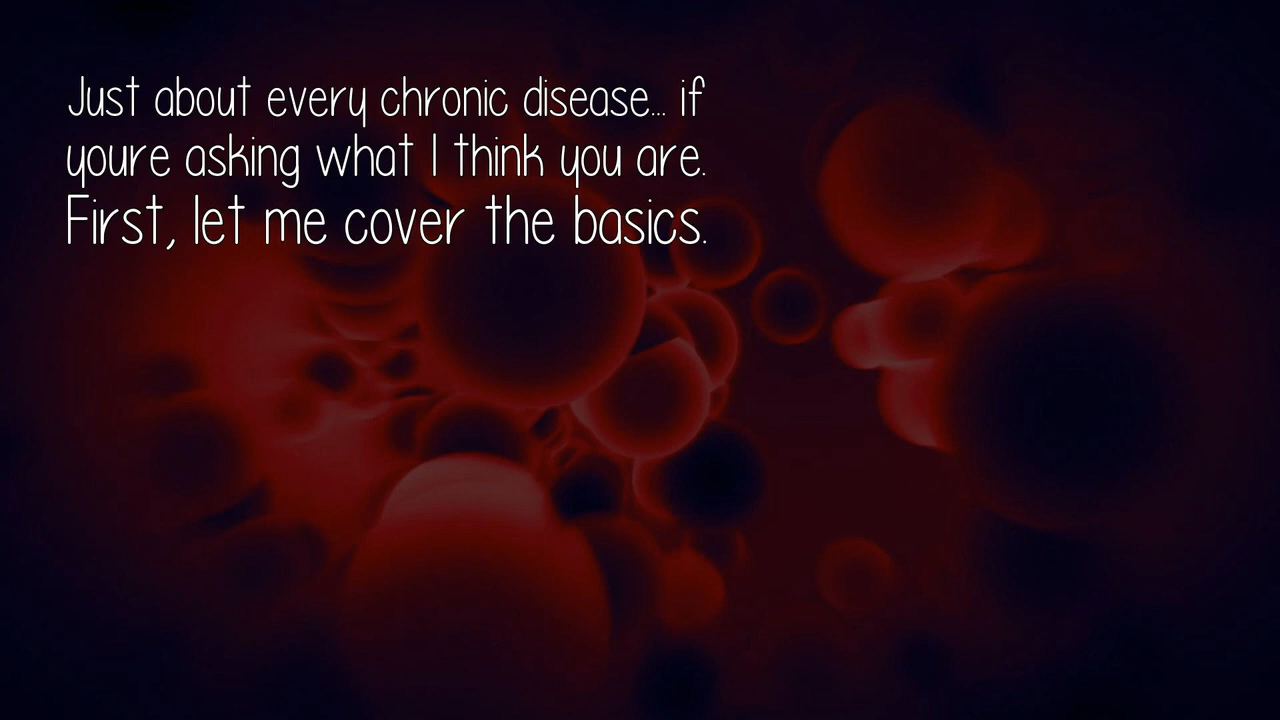 Just about every chronic disease... if
youre asking what I think you are.
First, let me cover the basics.